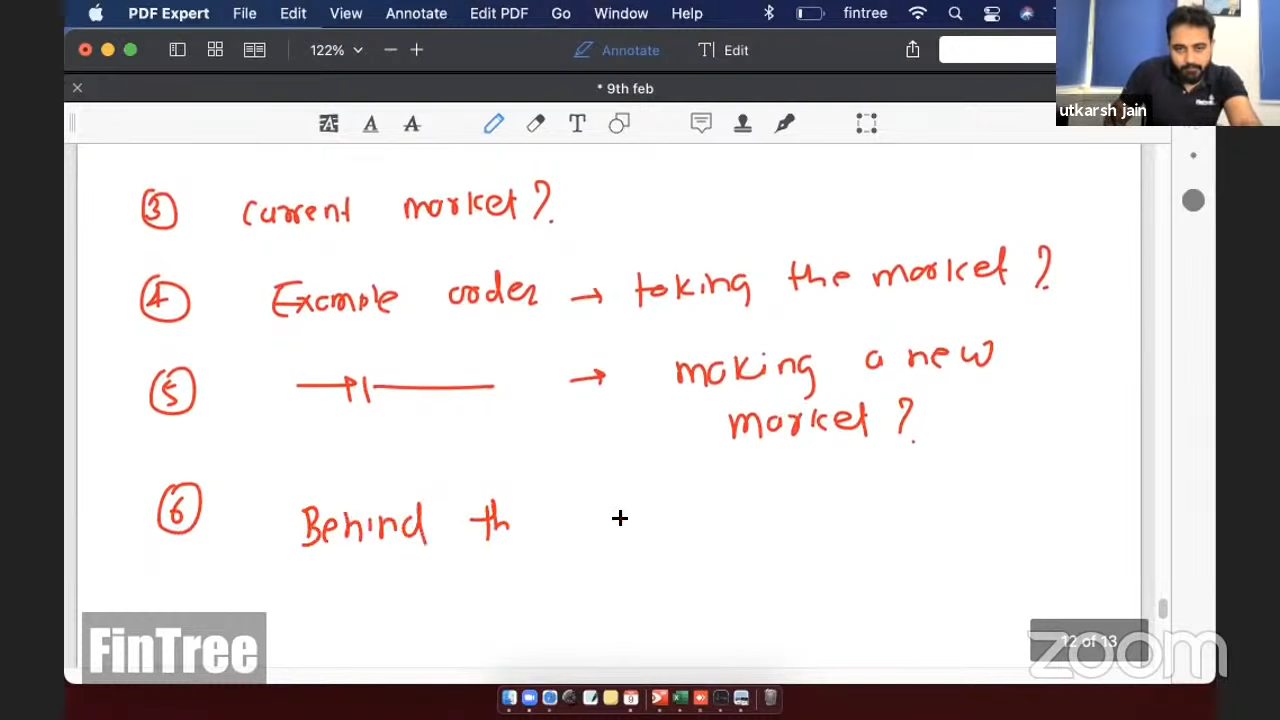 PDF Expert File Edit View Annotate Edit PDF Go Window Help fintree
122% Annotate T Edit
* 9th feb
utkarsh jain
A A A T
3 Current market?
4 Example order → taking the market?
5 → making a new
market?
6 Behind th
FinTree
12 of 13
zoom